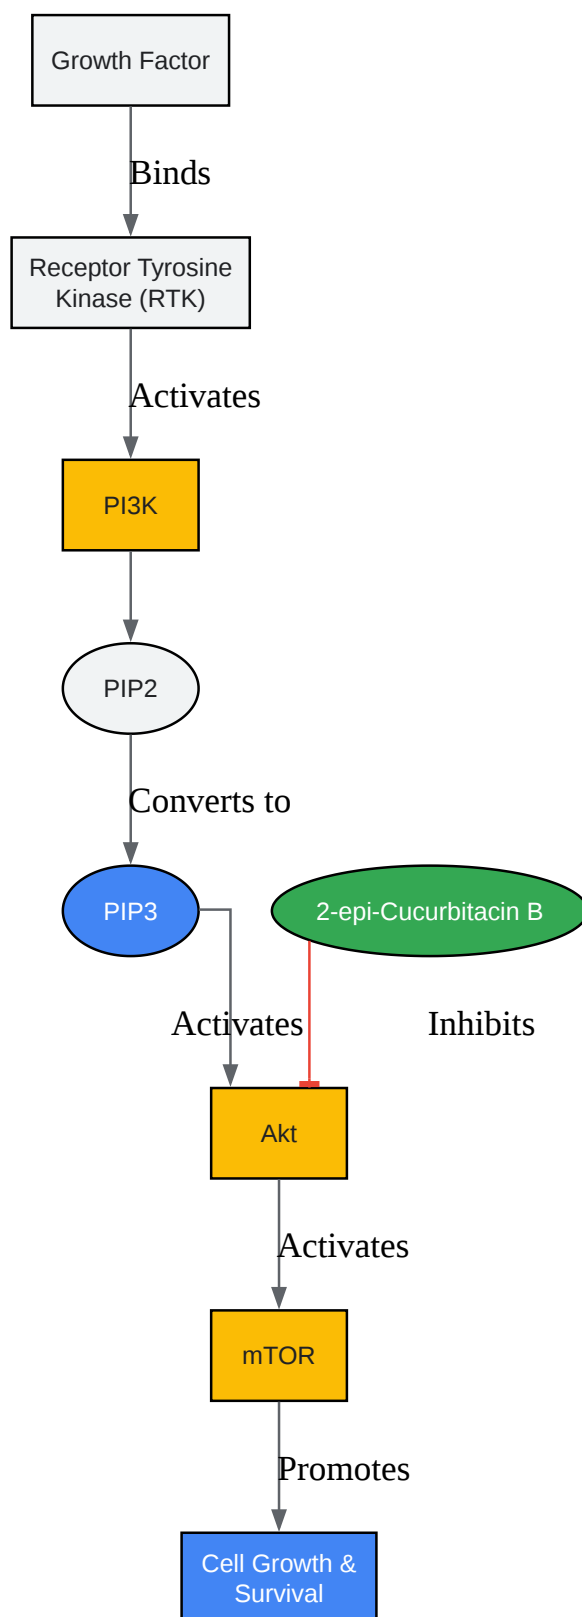 Growth Factor
Binds
Receptor Tyrosine
Kinase (RTK)
Activates
PI3K
PIP2
Converts to
PIP3
2-epi-Cucurbitacin B
Activates
Inhibits
Akt
Activates
mTOR
Promotes
Cell Growth &
Survival